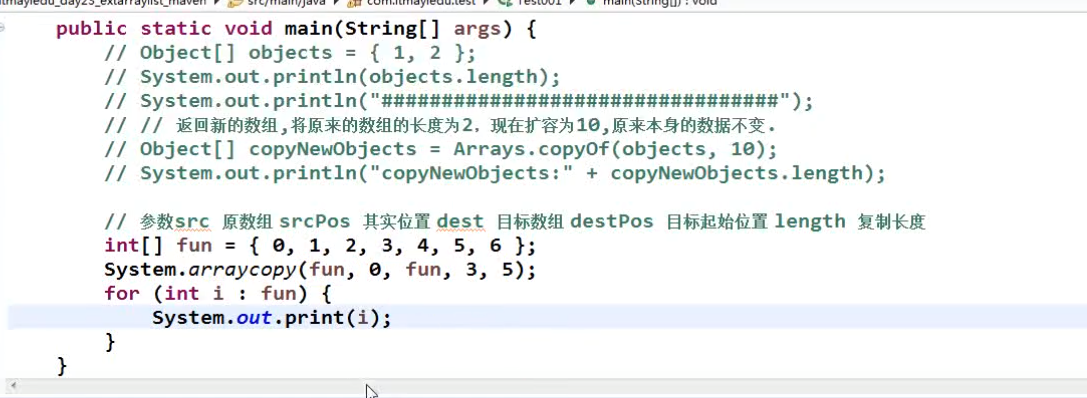 itmayiedu_day23_extarraylist_maven src/main/java com.itmayiedu.test Test001 main(String[]) : void
public static void main(String[] args) {
// Object[] objects = { 1, 2 };
// System.out.println(objects.length);
// System.out.println("#################################");
// // 返回新的数组,将原来的数组的长度为2，现在扩容为10,原来本身的数据不变.
// Object[] copyNewObjects = Arrays.copyOf(objects, 10);
// System.out.println("copyNewObjects:" + copyNewObjects.length);
// 参数src 原数组 srcPos 其实位置 dest 目标数组 destPos 目标起始位置 length 复制长度
int[] fun = { 0, 1, 2, 3, 4, 5, 6 };
System.arraycopy(fun, 0, fun, 3, 5);
for (int i : fun) {
System.out.print(i);
}
}